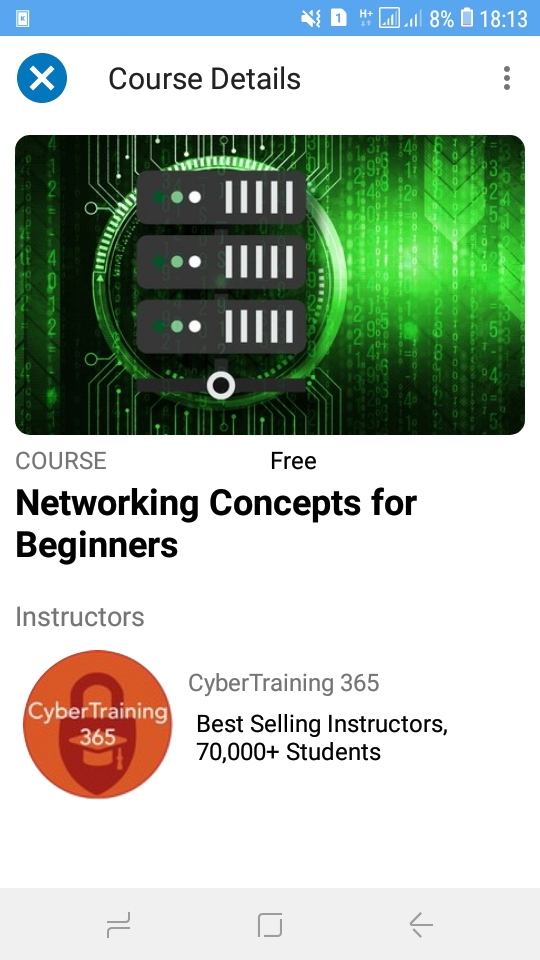 1 H+ 8% 18:13
Course Details
COURSE Free
Networking Concepts for
Beginners
Instructors
CyberTraining 365
CyberTraining
365
Best Selling Instructors,
70,000+ Students